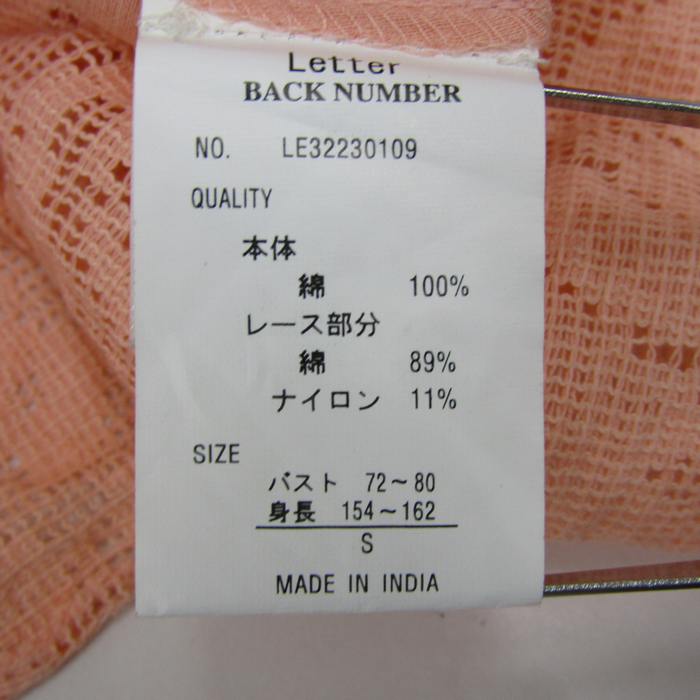 Letter
BACK NUMBER
NO. LE32230109
QUALITY
本体
綿 100%
レース部分
綿 89%
ナイロン 11%
SIZE
バスト 72～80
身長 154～162
S
MADE IN INDIA